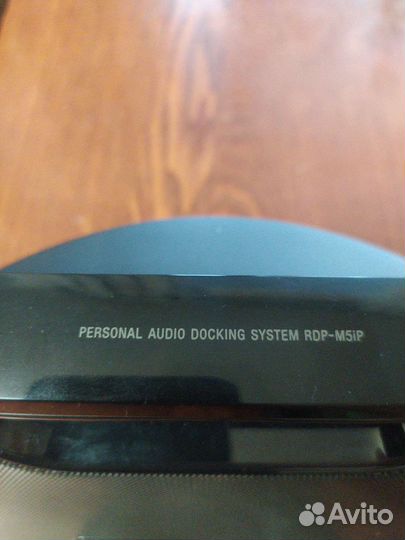 PERSONAL AUDIO DOCKING SYSTEM RDP-M5iP
Avito